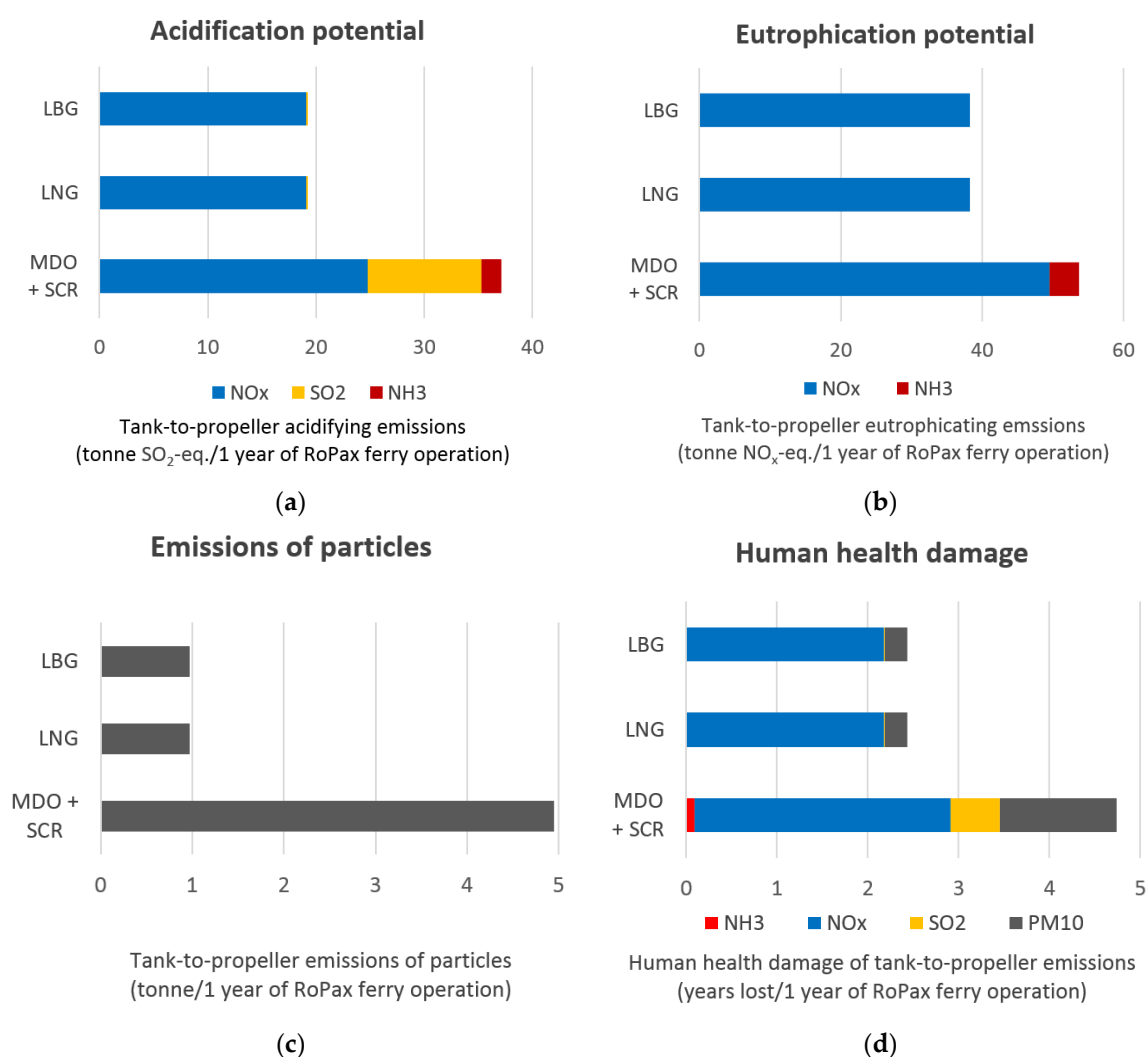 Acidification potential
LBG
LNG
MDO
+ SCR
0 10 20 30 40
NOx SO2 NH3
Tank-to-propeller acidifying emissions
(tonne SO₂-eq./1 year of RoPax ferry operation)
(a)
Eutrophication potential
LBG
LNG
MDO
+ SCR
0 20 40 60
NOx NH3
Tank-to-propeller eutrophicating emssions
(tonne NOₓ-eq./1 year of RoPax ferry operation)
(b)
Emissions of particles
LBG
LNG
MDO +
SCR
0 1 2 3 4 5
Tank-to-propeller emissions of particles
(tonne/1 year of RoPax ferry operation)
(c)
Human health damage
LBG
LNG
MDO
+ SCR
0 1 2 3 4 5
NH3 NOx SO2 PM10
Human health damage of tank-to-propeller emissions
(years lost/1 year of RoPax ferry operation)
(d)